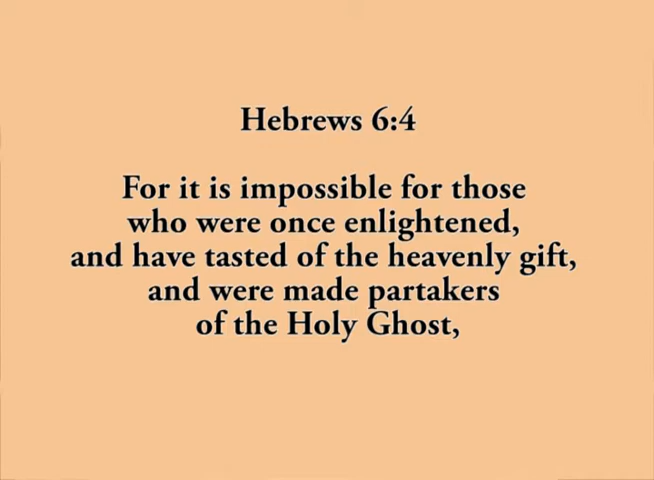 Hebrews 6:4
For it is impossible for those
who were once enlightened,
and have tasted of the heavenly gift,
and were made partakers
of the Holy Ghost,